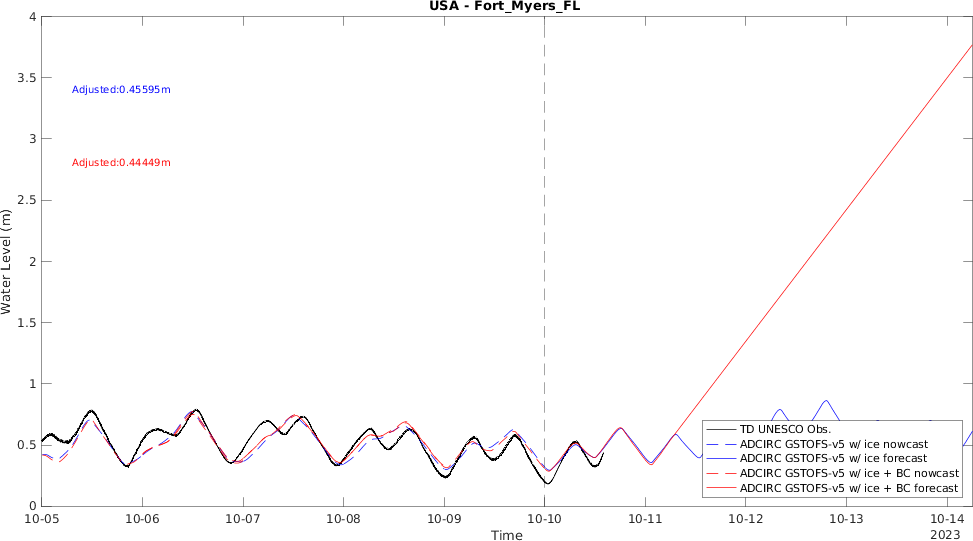 USA - Fort_Myers_FL
4
3.5
3
2.5
2
1.5
1
0.5
0
Water Level (m)
Adjusted:0.45595m
Adjusted:0.44449m
TD UNESCO Obs.
ADCIRC GSTOFS-v5 w/ ice nowcast
ADCIRC GSTOFS-v5 w/ ice forecast
ADCIRC GSTOFS-v5 w/ ice + BC nowcast
ADCIRC GSTOFS-v5 w/ ice + BC forecast
10-05 10-06 10-07 10-08 10-09 10-10 10-11 10-12 10-13 10-14
2023
Time